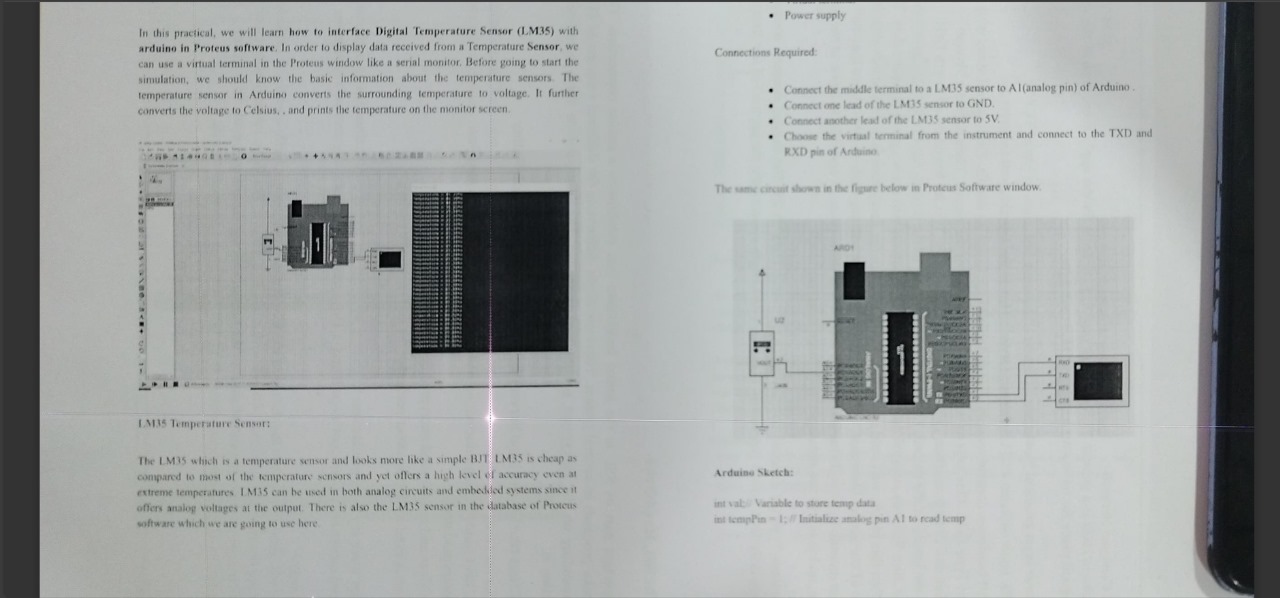 In this practical, we will learn how to interface Digital Temperature Sensor (LM35) with
arduino in Proteus software. In order to display data received from a Temperature Sensor, we
can use a virtual terminal in the Proteus window like a serial monitor. Before going to start the
simulation, we should know the basic information about the temperature sensors. The
temperature sensor in Arduino converts the surrounding temperature to voltage. It further
converts the voltage to Celsius, , and prints the temperature on the monitor screen.
LM35 Temperature Sensor:
The LM35 which is a temperature sensor and looks more like a simple BJT. LM35 is cheap as
compared to most of the temperature sensors and yet offers a high level of accuracy even at
extreme temperatures. LM35 can be used in both analog circuits and embedded systems since it
offers analog voltages at the output. There is also the LM35 sensor in the database of Proteus
software which we are going to use here.
• Power supply
Connections Required:
• Connect the middle terminal to a LM35 sensor to A1(analog pin) of Arduino .
• Connect one lead of the LM35 sensor to GND.
• Connect another lead of the LM35 sensor to 5V.
• Choose the virtual terminal from the instrument and connect to the TXD and
RXD pin of Arduino.
The same circuit shown in the figure below in Proteus Software window.
ARD1
RXD
TXD
RTS
CTS
Arduino Sketch:
int val; // Variable to store temp data
int tempPin = 1; // Initialize analog pin A1 to read temp